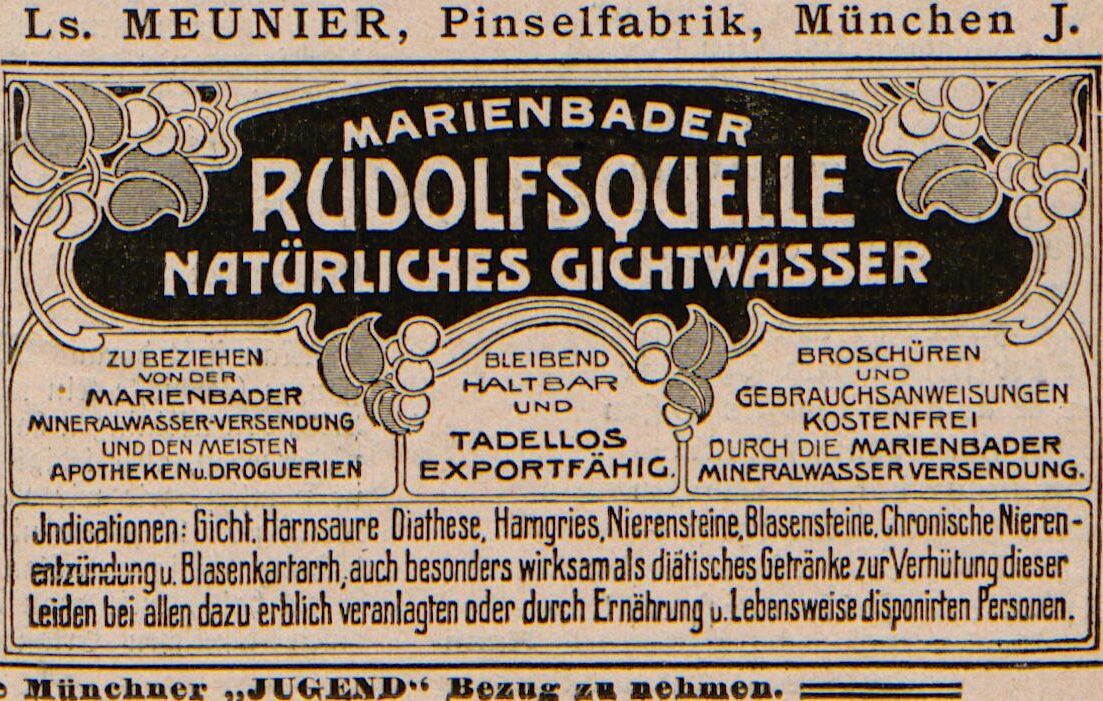 Ls. MEUNIER, Pinselfabrik, München J.
MARIENBADER
RUDOLFSQUELLE
NATÜRLICHES GICHTWASSER
ZU BEZIEHEN
VON DER
MARIENBADER
MINERALWASSER-VERSENDUNG
UND DEN MEISTEN
APOTHEKEN u. DROGUERIEN
BLEIBEND
HALTBAR
UND
TADELLOS
EXPORTFÄHIG.
BROSCHÜREN
UND
GEBRAUCHSANWEISUNGEN
KOSTENFREI
DURCH DIE MARIENBADER
MINERALWASSER VERSENDUNG.
Jndicationen: Gicht, Harnsaure Diathese, Harngries, Nierensteine, Blasensteine, Chronische Nieren-
entzündung u. Blasenkartarrh, auch besonders wirksam als diätisches Getränke zur Verhütung dieser
Leiden bei allen dazu erblich veranlagten oder durch Ernährung u. Lebensweise disponirten Personen.
Münchner „JUGEND“ Bezug zu nehmen.